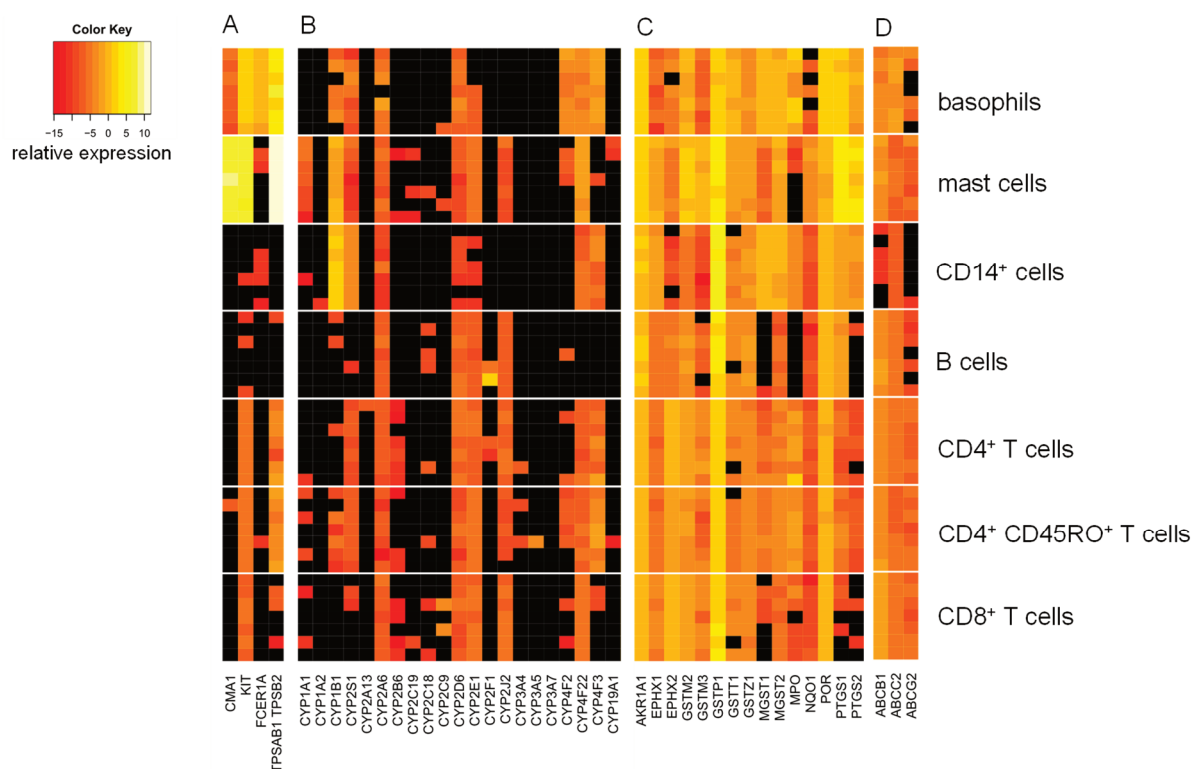 A
B
C
D
Color Key
−15
−5
0
5
10
relative expression
basophils
mast cells
CD14⁺ cells
B cells
CD4⁺ T cells
CD4⁺ CD45RO⁺ T cells
CD8⁺ T cells
CMA1
KIT
FCER1A
TPSAB1 TPSB2
CYP1A1
CYP1A2
CYP1B1
CYP2S1
CYP2A13
CYP2A6
CYP2B6
CYP2C19
CYP2C18
CYP2C9
CYP2D6
CYP2E1
CYP2F1
CYP2J2
CYP3A4
CYP3A5
CYP3A7
CYP4F2
CYP4F22
CYP4F3
CYP19A1
AKR1A1
EPHX1
EPHX2
GSTM2
GSTM3
GSTP1
GSTT1
GSTZ1
MGST1
MGST2
MPO
NQO1
POR
PTGS1
PTGS2
ABCB1
ABCC2
ABCG2